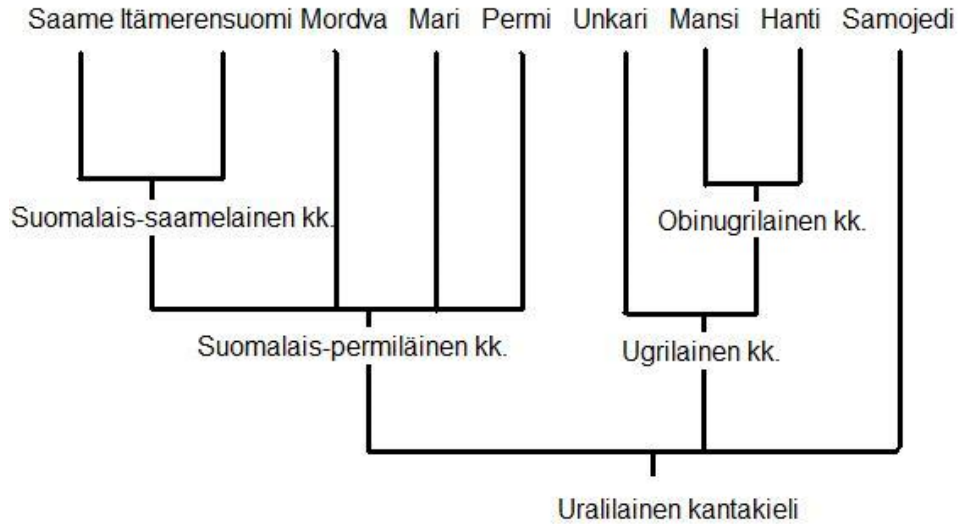 Saame Itämerensuomi Mordva Mari Permi Unkari Mansi Hanti Samojedi
Suomalais-saamelainen kk. Obinugrilainen kk.
Suomalais-permiläinen kk. Ugrilainen kk.
Uralilainen kantakieli